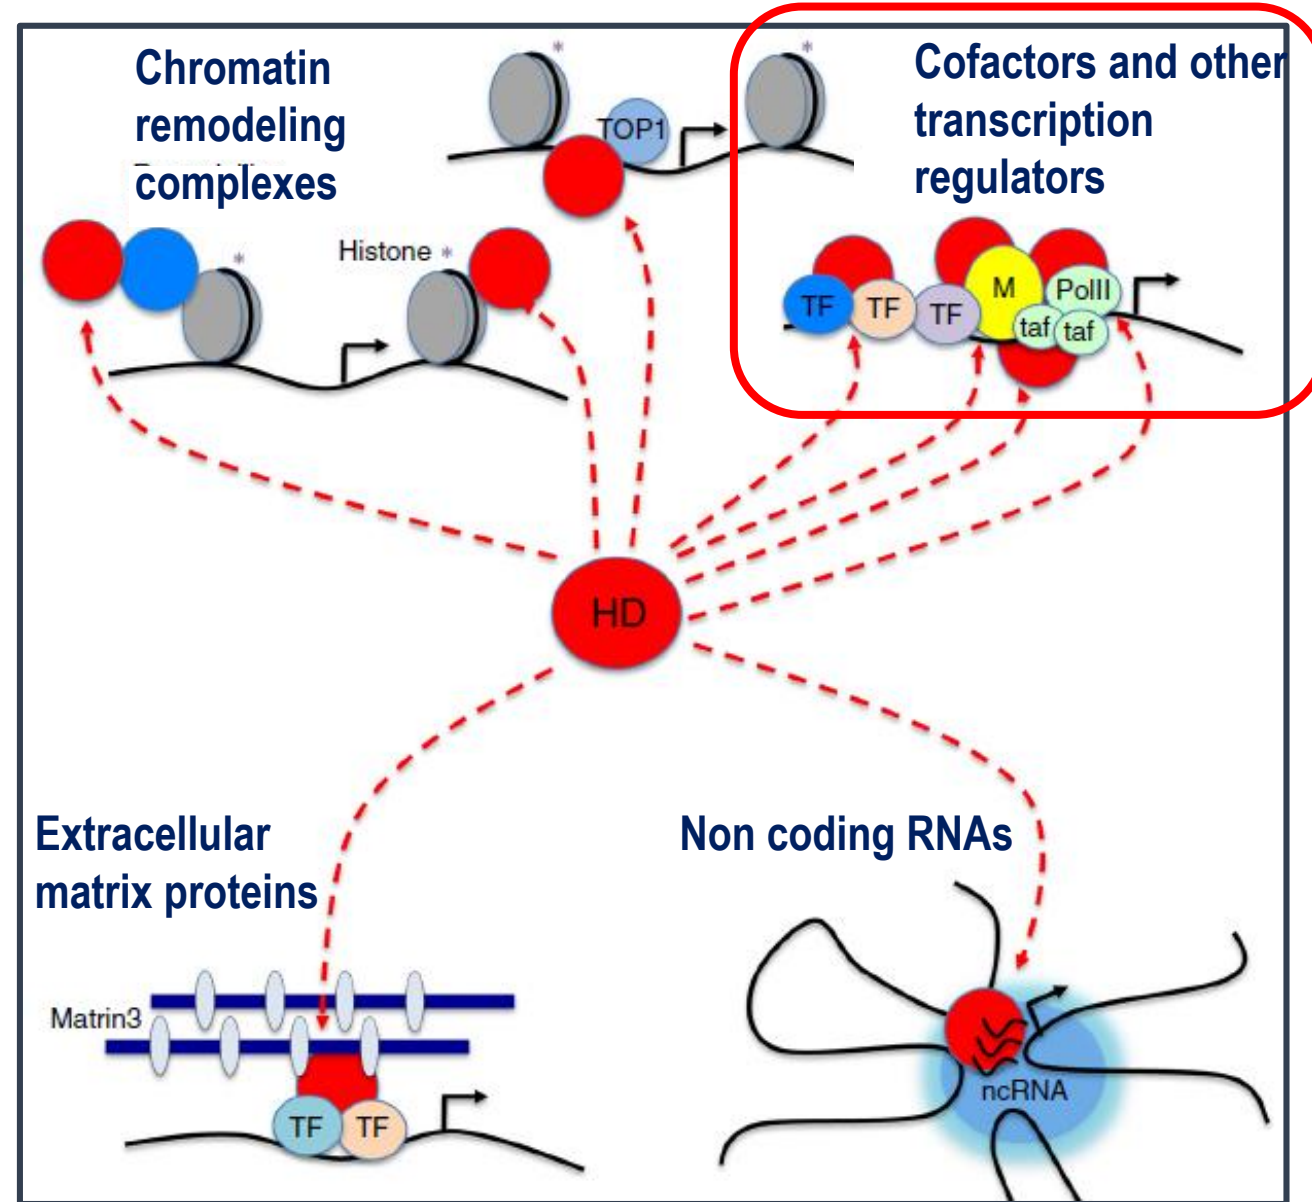 Chromatin
remodeling
complexes
*
TOP1
*
Cofactors and other
transcription
regulators
*
Histone *
TF
TF
TF
M
PolII
taf
taf
HD
Extracellular
matrix proteins
Non coding RNAs
Matrin3
TF
TF
ncRNA